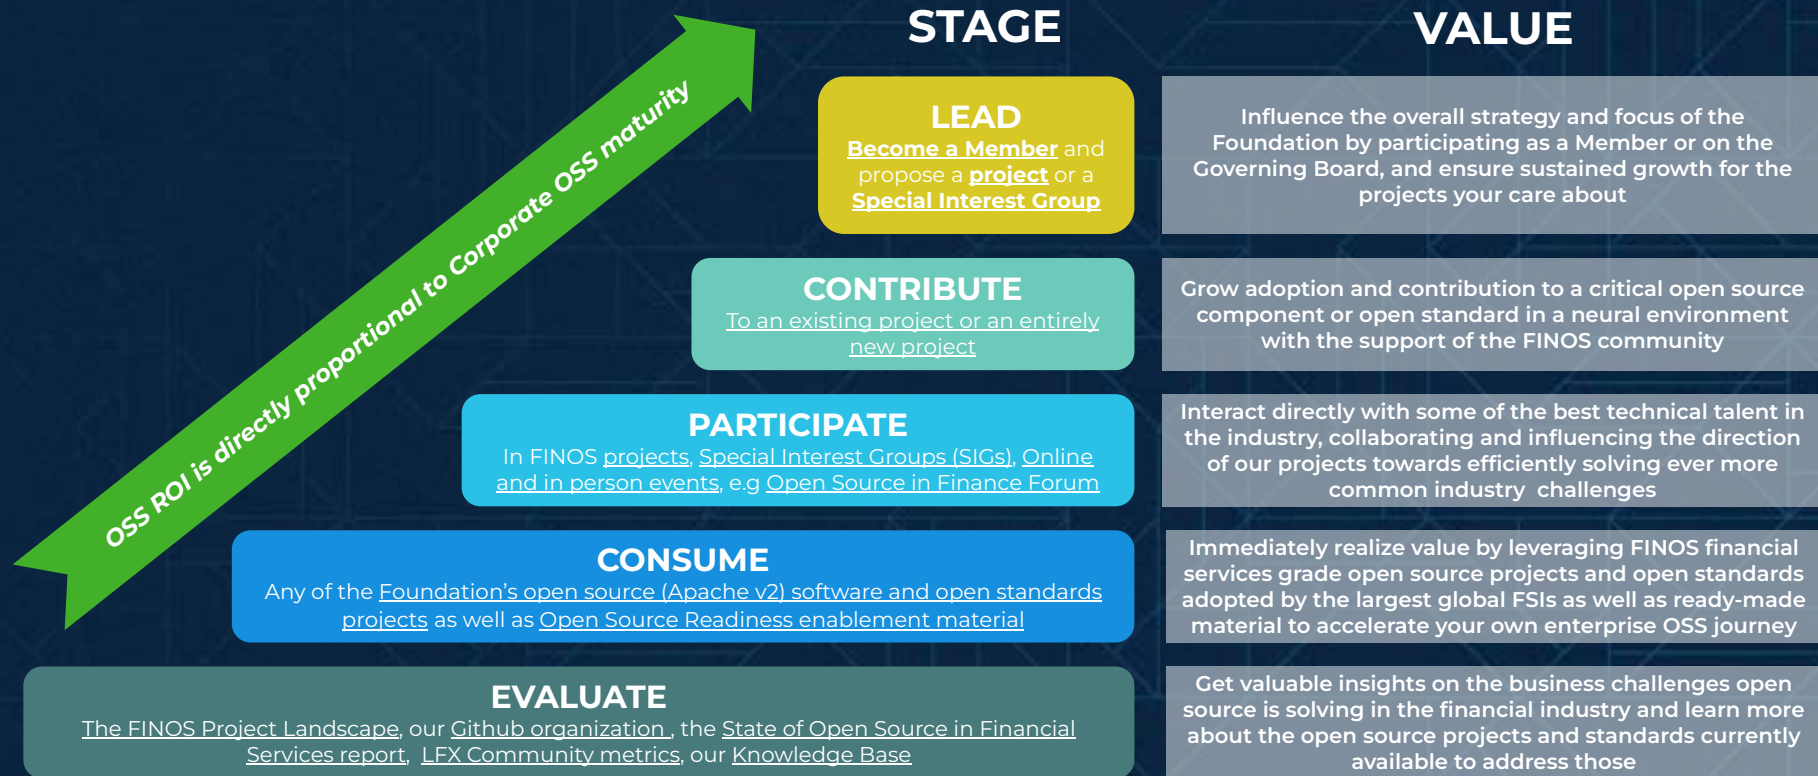 STAGE
VALUE
OSS ROI is directly proportional to Corporate OSS maturity
LEAD
Become a Member and
propose a project or a
Special Interest Group
Influence the overall strategy and focus of the
Foundation by participating as a Member or on the
Governing Board, and ensure sustained growth for the
projects your care about
CONTRIBUTE
To an existing project or an entirely
new project
Grow adoption and contribution to a critical open source
component or open standard in a neural environment
with the support of the FINOS community
PARTICIPATE
In FINOS projects, Special Interest Groups (SIGs), Online
and in person events, e.g Open Source in Finance Forum
Interact directly with some of the best technical talent in
the industry, collaborating and influencing the direction
of our projects towards efficiently solving ever more
common industry challenges
CONSUME
Any of the Foundation's open source (Apache v2) software and open standards
projects as well as Open Source Readiness enablement material
Immediately realize value by leveraging FINOS financial
services grade open source projects and open standards
adopted by the largest global FSIs as well as ready-made
material to accelerate your own enterprise OSS journey
EVALUATE
The FINOS Project Landscape, our Github organization , the State of Open Source in Financial
Services report, LFX Community metrics, our Knowledge Base
Get valuable insights on the business challenges open
source is solving in the financial industry and learn more
about the open source projects and standards currently
available to address those